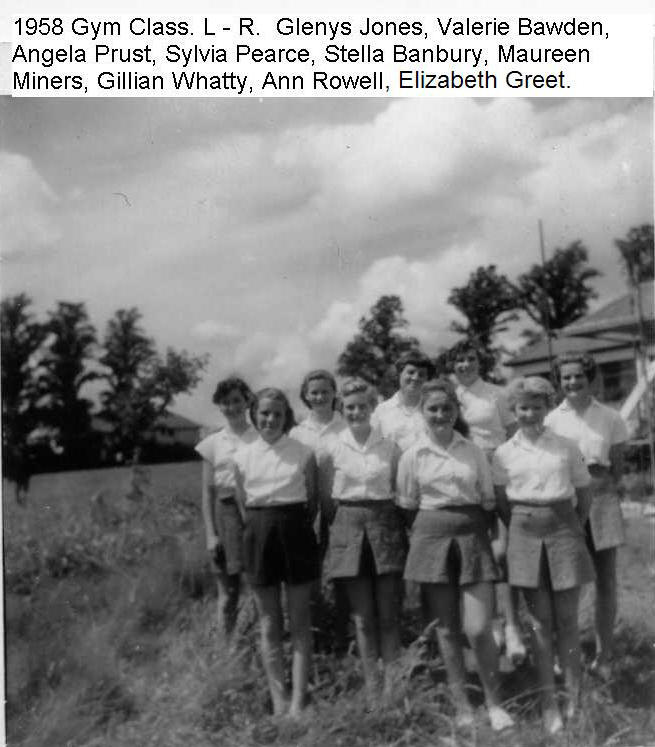 1958 Gym Class. L - R.  Glenys Jones, Valerie Bawden,
Angela Prust, Sylvia Pearce, Stella Banbury, Maureen
Miners, Gillian Whatty, Ann Rowell, Elizabeth Greet.